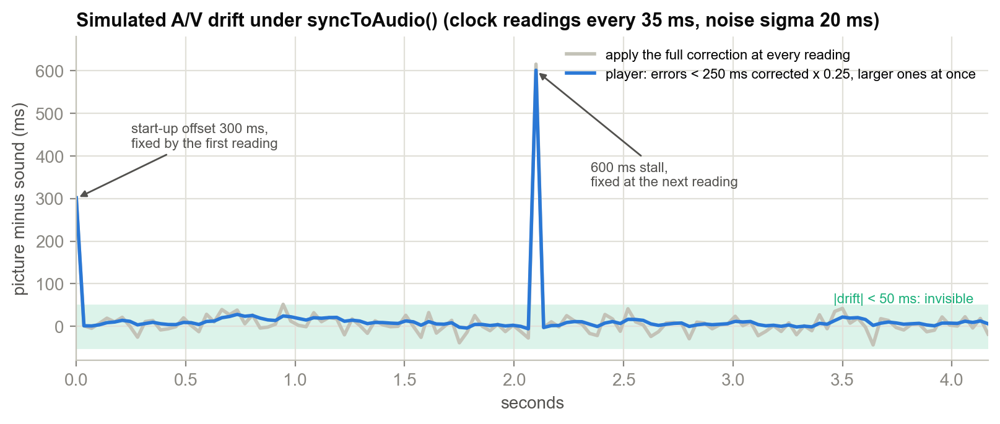 Simulated A/V drift under syncToAudio() (clock readings every 35 ms, noise sigma 20 ms)
apply the full correction at every reading
player: errors < 250 ms corrected x 0.25, larger ones at once
start-up offset 300 ms,
fixed by the first reading
600 ms stall,
fixed at the next reading
|drift| < 50 ms: invisible
picture minus sound (ms)
600
500
400
300
200
100
0
0.0
0.5
1.0
1.5
2.0
2.5
3.0
3.5
4.0
seconds